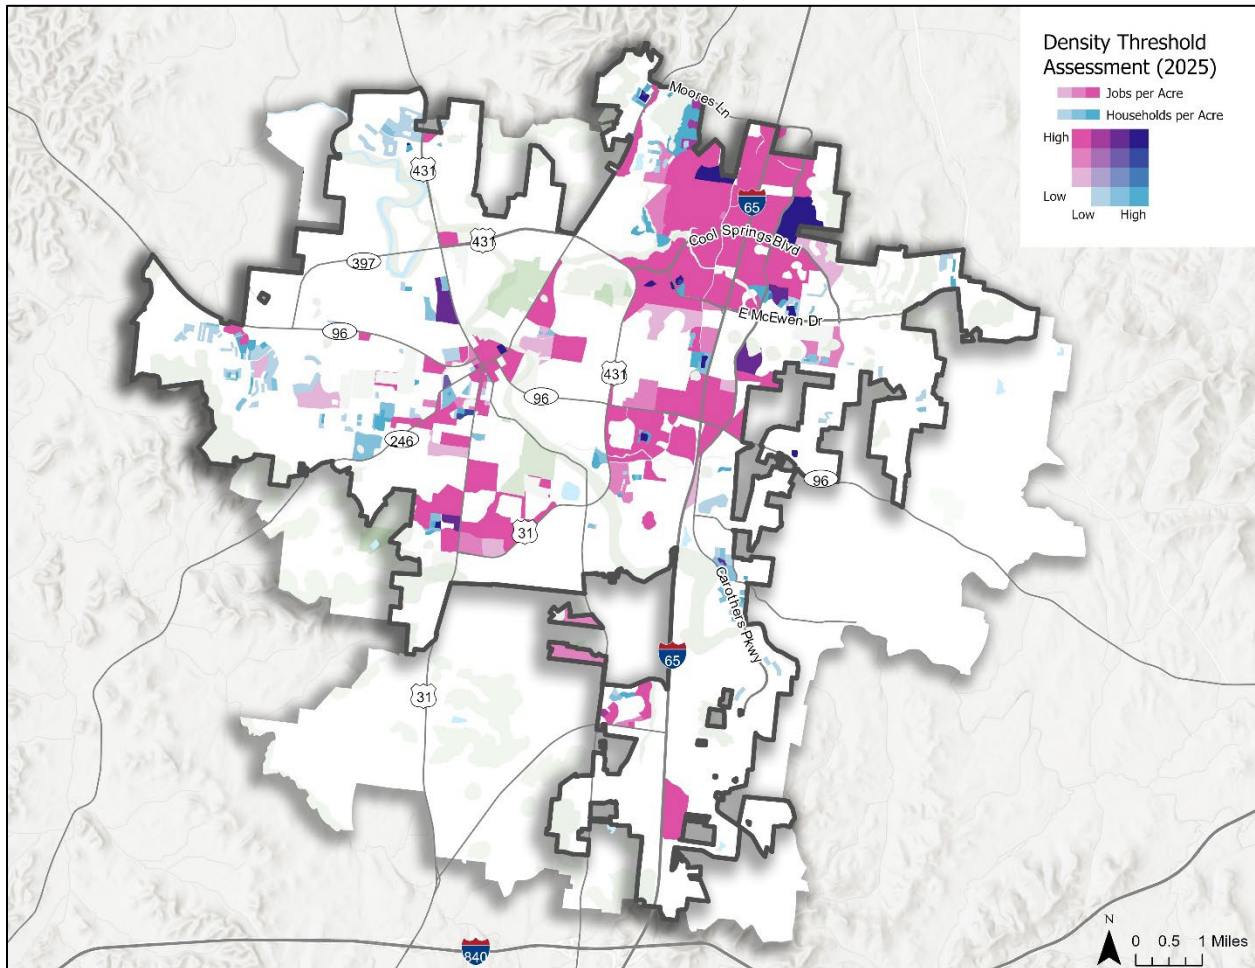 Density Threshold
Assessment (2025)
Jobs per Acre
Households per Acre
High
Low
Low High
Moores Ln
431
65
431
Cool Springs Blvd
397
E McEwen Dr
96
431
96
246
96
31
Carothers Pkwy
65
31
N
0 0.5 1 Miles
840